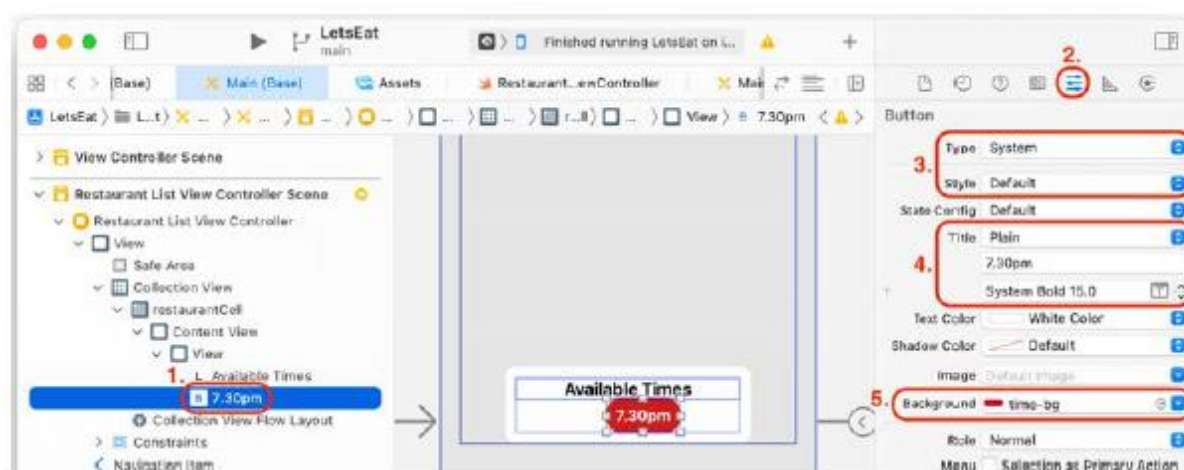 LetsEat
main
Finished running LetsEat on i...
(Base)
Main (Base)
Assets
Restaurant...ewController
Mai
2.
LetsEat
L...t)
...
...
...
...
...
...
...
r...ll)
...
View
B 7.30pm
Button
View Controller Scene
Restaurant List View Controller Scene
Restaurant List View Controller
View
Safe Area
Collection View
restaurantCell
Content View
View
1. L Available Times
B 7.30pm
Collection View Flow Layout
Constraints
Navigation Item
Available Times
7.30pm
3.
Type System
Style Default
State Config Default
4.
Title Plain
7.30pm
+ System Bold 15.0 T
Text Color White Color
Shadow Color Default
Image Default Image
5. Background time-bg
Role Normal
Menu Selection as Primary Action